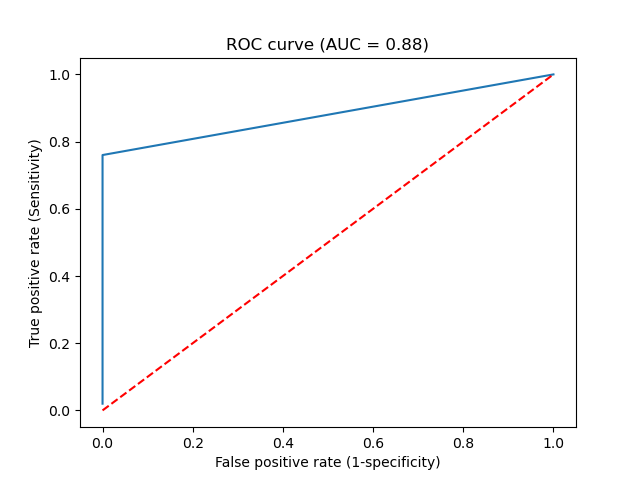 ROC curve (AUC = 0.88)
1.0
0.8
0.6
0.4
0.2
0.0
True positive rate (Sensitivity)
0.0 0.2 0.4 0.6 0.8 1.0
False positive rate (1-specificity)